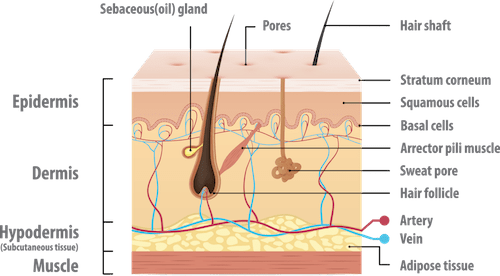 Sebaceous(oil) gland
Pores
Hair shaft
Stratum corneum
Squamous cells
Basal cells
Arrector pili muscle
Sweat pore
Hair follicle
Artery
Vein
Adipose tissue
Epidermis
Dermis
Hypodermis
(Subcutaneous tissue)
Muscle